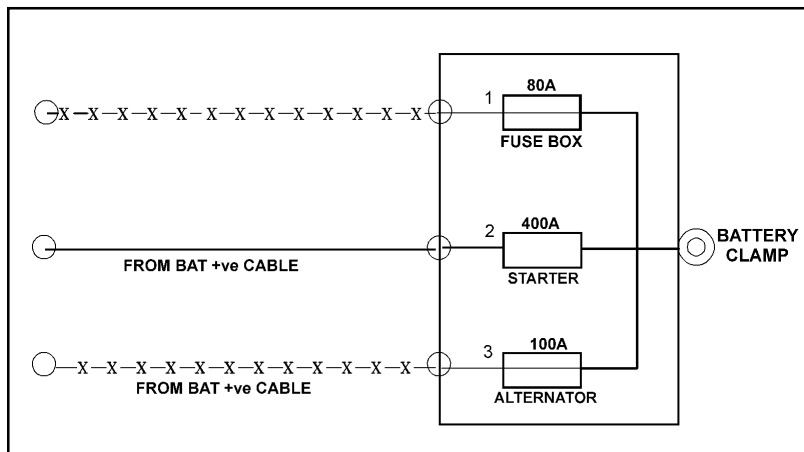 80A
X X X X X X X X X X X X X
1
FUSE BOX
400A
2
BATTERY
CLAMP
FROM BAT +ve CABLE
STARTER
100A
3
X X X X X X X X X X X X
FROM BAT +ve CABLE
ALTERNATOR